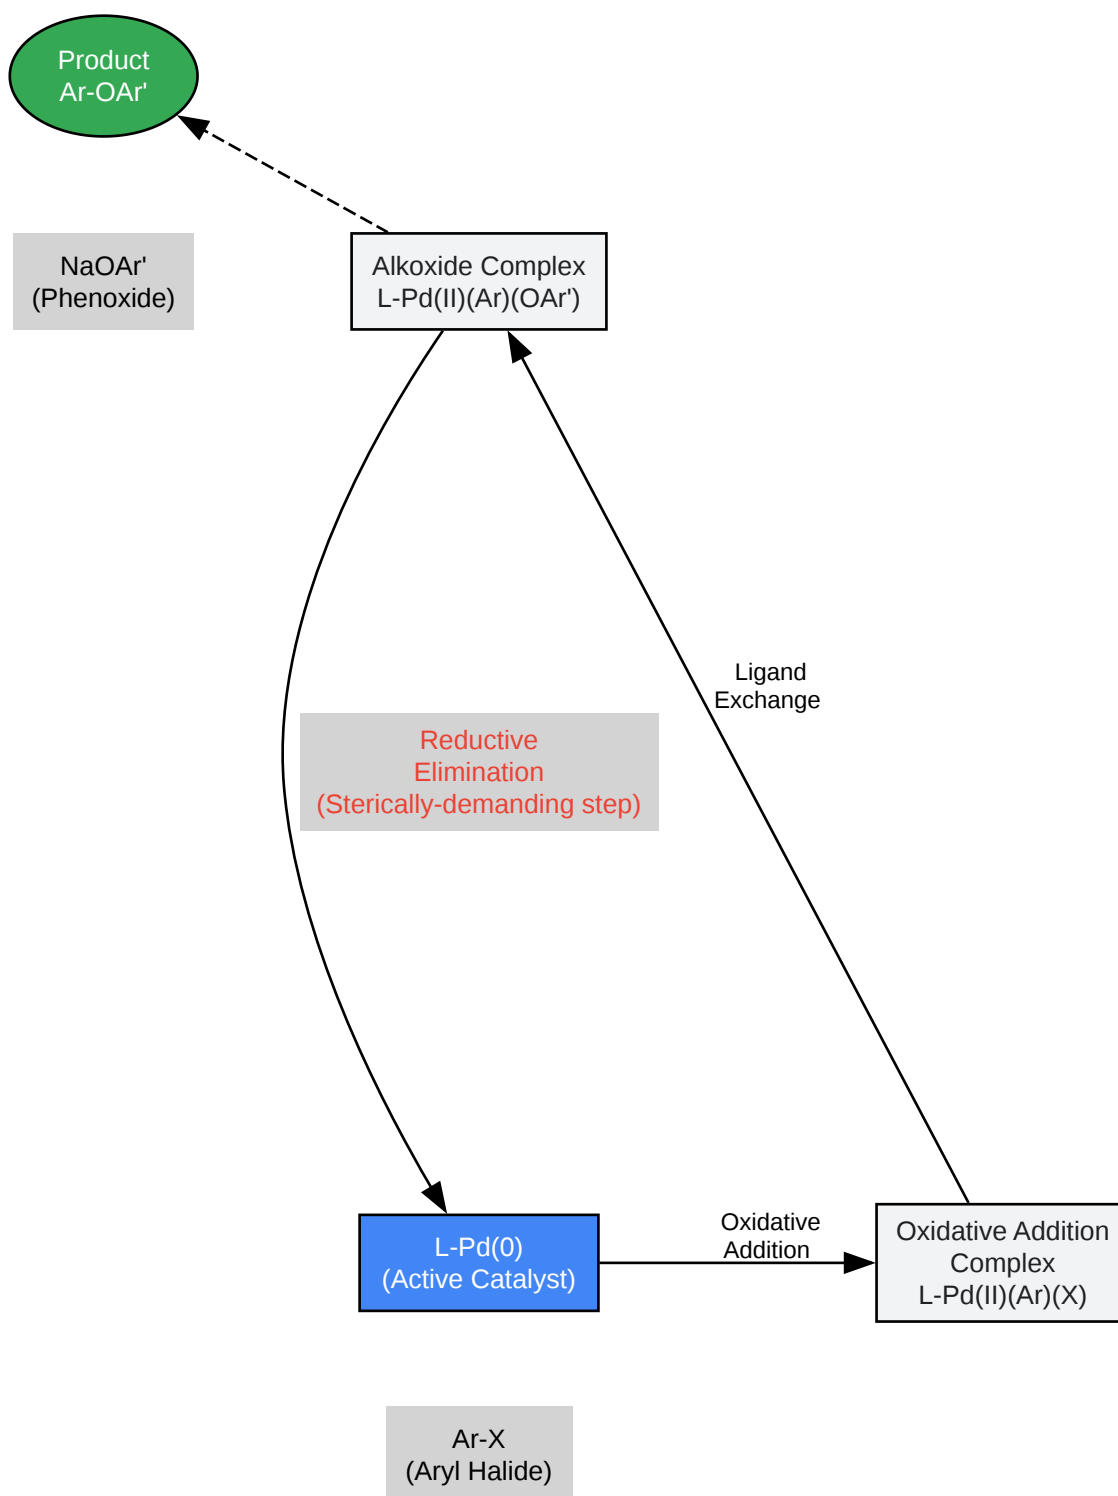 Product
Ar-OAr'
NaOAr'
(Phenoxide)
Alkoxide Complex
L-Pd(II)(Ar)(OAr')
Ligand
Exchange
Reductive
Elimination
(Sterically-demanding step)
L-Pd(0)
(Active Catalyst)
Oxidative
Addition
Oxidative Addition
Complex
L-Pd(II)(Ar)(X)
Ar-X
(Aryl Halide)